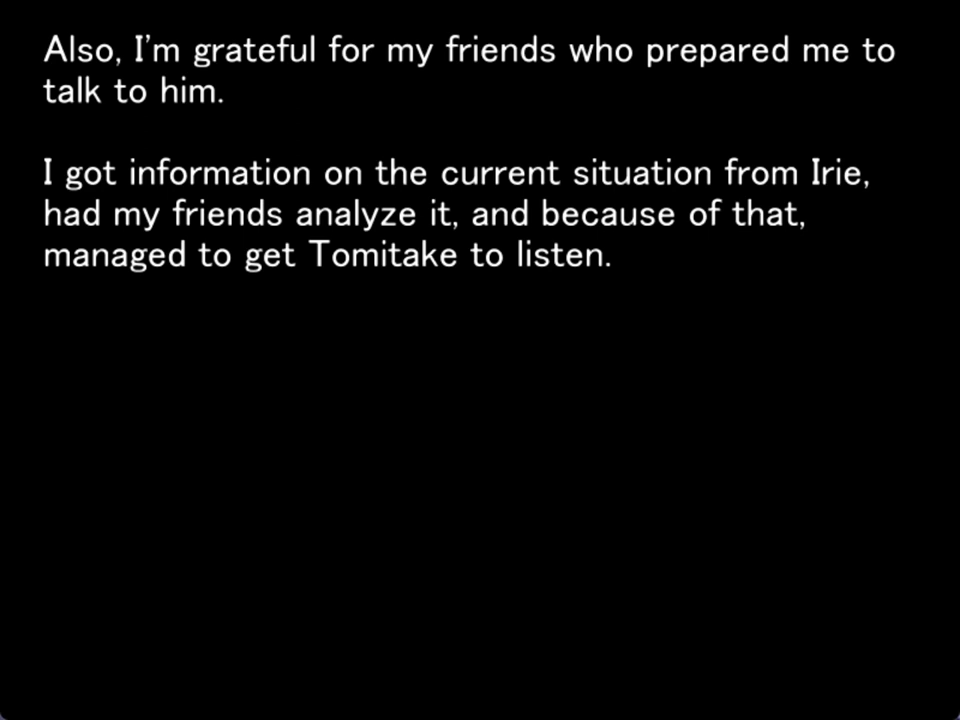 Also, I'm grateful for my friends who prepared me to
talk to him.
I got information on the current situation from Irie,
had my friends analyze it, and because of that,
managed to get Tomitake to listen.